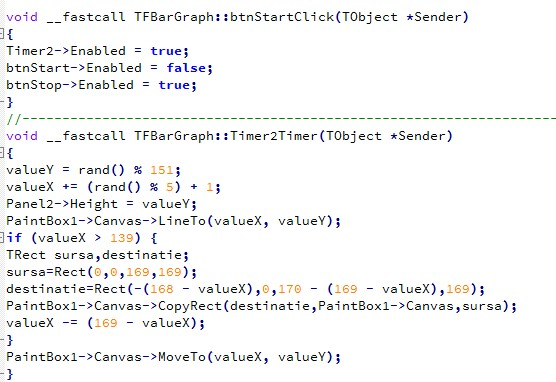 void __fastcall TFBarGraph::btnStartClick(TObject *Sender)
{
Timer2->Enabled = true;
btnStart->Enabled = false;
btnStop->Enabled = true;
}
//------------------------------------------------------------------
void __fastcall TFBarGraph::Timer2Timer(TObject *Sender)
{
valueY = rand() % 151;
valueX += (rand() % 5) + 1;
Panel2->Height = valueY;
PaintBox1->Canvas->LineTo(valueX, valueY);
if (valueX > 139) {
TRect sursa,destinatie;
sursa=Rect(0,0,169,169);
destinatie=Rect(-(168 - valueX),0,170 - (169 - valueX),169);
PaintBox1->Canvas->CopyRect(destinatie,PaintBox1->Canvas,sursa);
valueX -= (169 - valueX);
}
PaintBox1->Canvas->MoveTo(valueX, valueY);
}